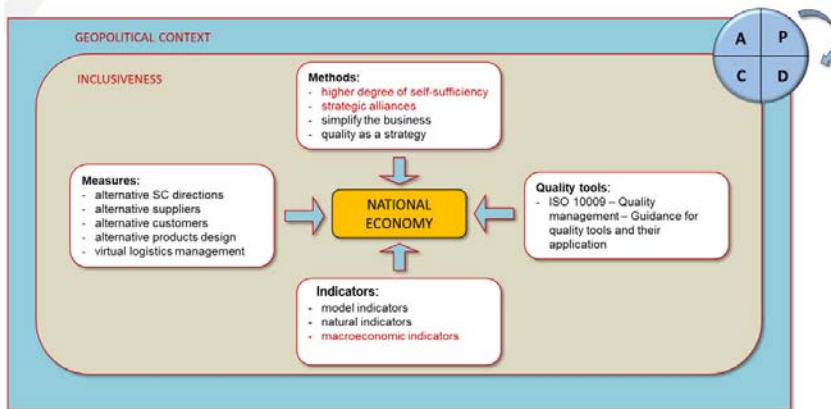 GEOPOLITICAL CONTEXT
A P
C D
INCLUSIVENESS
Methods:
- higher degree of self-sufficiency
- strategic alliances
- simplify the business
- quality as a strategy
Measures:
- alternative SC directions
- alternative suppliers
- alternative customers
- alternative products design
- virtual logistics management
NATIONAL
ECONOMY
Quality tools:
- ISO 10009 – Quality
management – Guidance for
quality tools and their
application
Indicators:
- model indicators
- natural indicators
- macroeconomic indicators